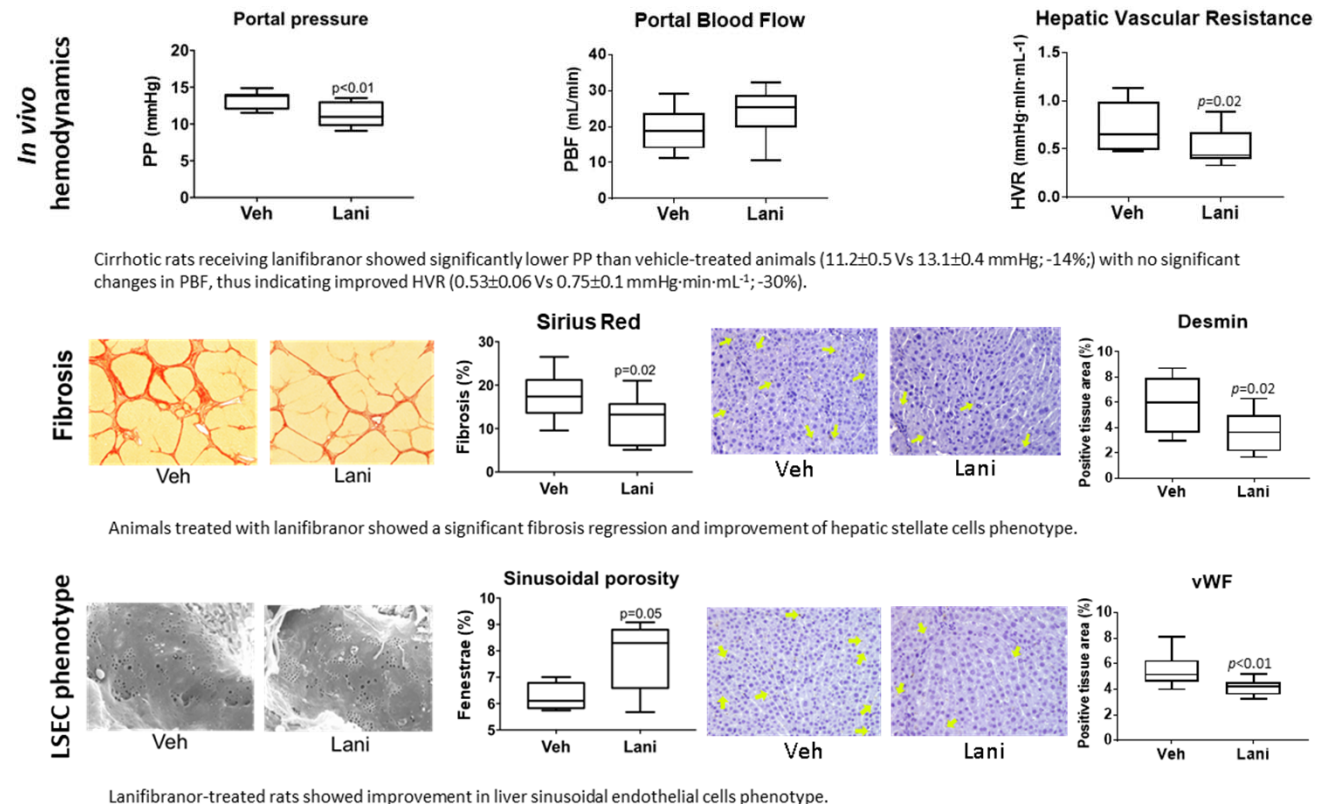 In vivo
hemodynamics
Portal pressure
PP (mmHg)
20
15
10
5
0
p<0.01
Veh
Lani
Portal Blood Flow
PBF (mL/min)
40
30
20
10
0
Veh
Lani
Hepatic Vascular Resistance
HVR (mmHg·min·mL-1)
1.5
1.0
0.5
0.0
p=0.02
Veh
Lani
Cirrhotic rats receiving lanifibranor showed significantly lower PP than vehicle-treated animals (11.2±0.5 Vs 13.1±0.4 mmHg; -14%;) with no significant
changes in PBF, thus indicating improved HVR (0.53±0.06 Vs 0.75±0.1 mmHg·min·mL-1; -30%).
Fibrosis
Veh
Lani
Sirius Red
Fibrosis (%)
30
20
10
0
p=0.02
Veh
Lani
Veh
Lani
Desmin
Positive tissue area (%)
10
8
6
4
2
0
p=0.02
Veh
Lani
Animals treated with lanifibranor showed a significant fibrosis regression and improvement of hepatic stellate cells phenotype.
LSEC phenotype
Veh
Lani
Sinusoidal porosity
Fenestrae (%)
10
9
8
7
6
5
p=0.05
Veh
Lani
Veh
Lani
vWF
Positive tissue area (%)
10
8
6
4
2
0
p<0.01
Veh
Lani
Lanifibranor-treated rats showed improvement in liver sinusoidal endothelial cells phenotype.